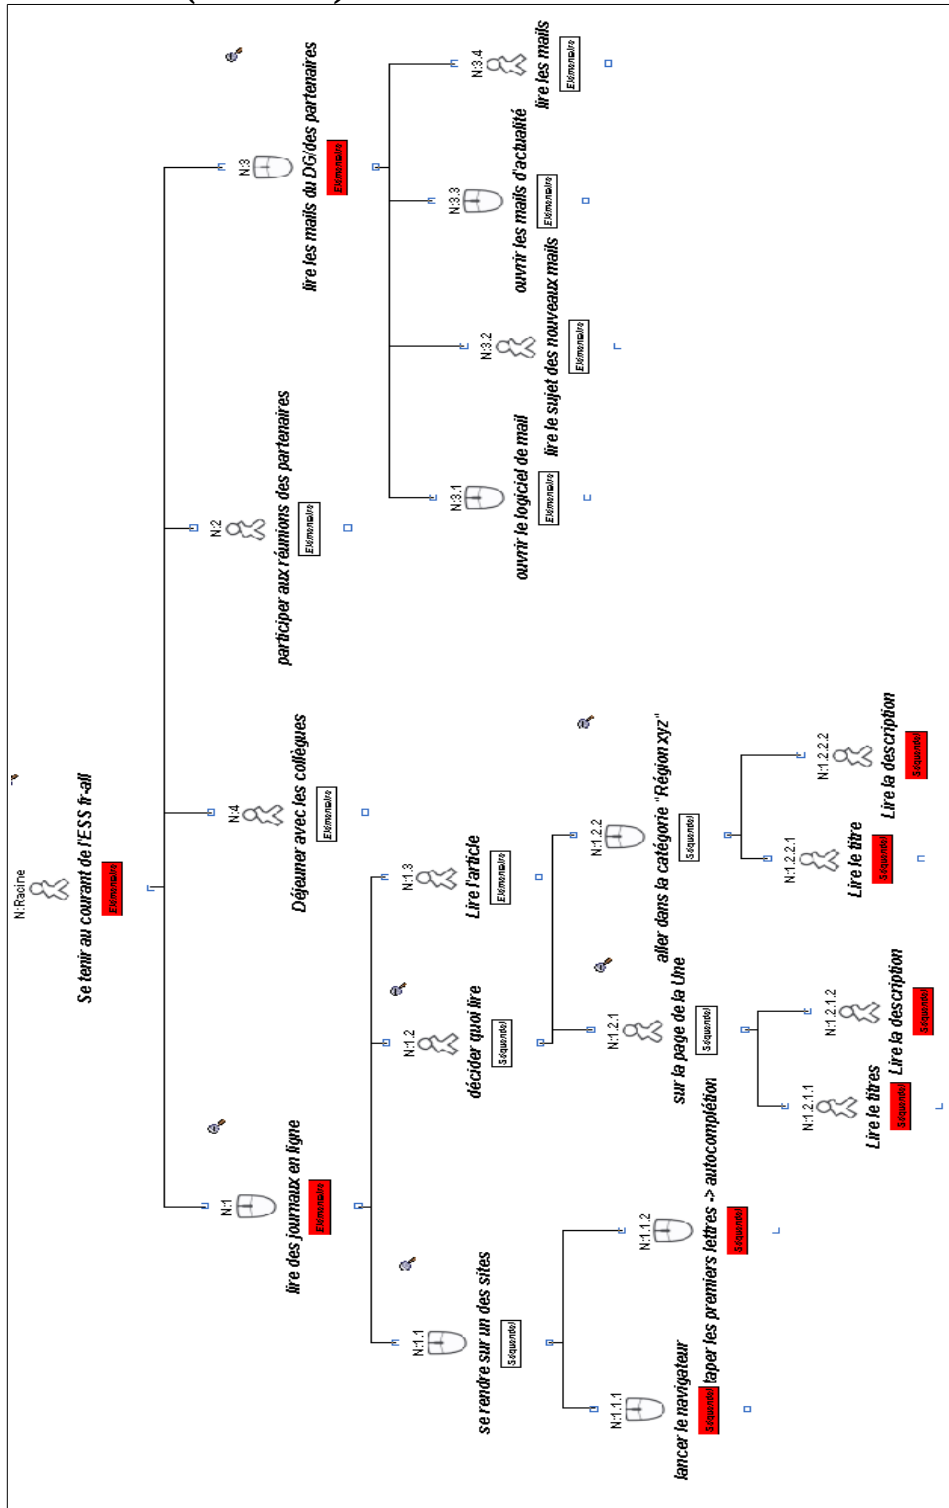 N:Racine
Se tenir au courant de l'ESS fr-all
Elémentaire
N:1
lire des journaux en ligne
Elémentaire
N:4
Déjeuner avec les collègues
Elémentaire
N:2
participer aux réunions des partenaires
Elémentaire
N:3
lire les mails du DG/des partenaires
Elémentaire
N:1.1
se rendre sur un des sites
Séquentiel
N:1.2
décider quoi lire
Séquentiel
N:1.3
Lire l'article
Elémentaire
N:3.1
ouvrir le logiciel de mail
Elémentaire
N:3.2
lire le sujet des nouveaux mails
Elémentaire
N:3.3
ouvrir les mails d'actualité
Elémentaire
N:3.4
lire les mails
Elémentaire
N:1.1.1
lancer le navigateur
Séquentiel
N:1.1.2
taper les premiers lettres -> autocomplétion
Séquentiel
N:1.2.1
sur la page de la Une
Séquentiel
N:1.2.2
aller dans la catégorie "Région xyz"
Séquentiel
N:1.2.1.1
Lire le titres
Séquentiel
N:1.2.1.2
Lire la description
Séquentiel
N:1.2.2.1
Lire le titre
Séquentiel
N:1.2.2.2
Lire la description
Séquentiel